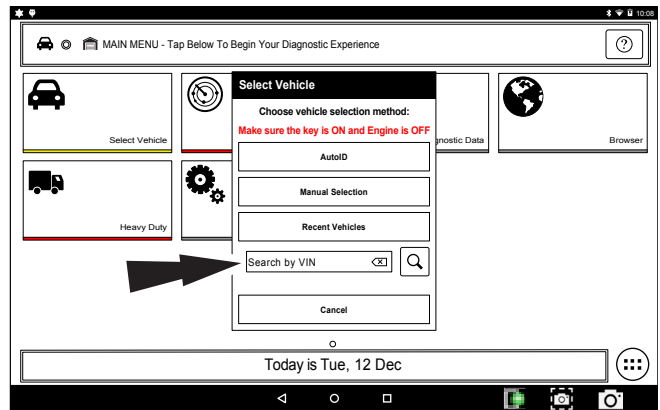 10:08
MAIN MENU - Tap Below To Begin Your Diagnostic Experience
?
Select Vehicle
Choose vehicle selection method:
Make sure the key is ON and Engine is OFF
AutoID
Manual Selection
Recent Vehicles
Search by VIN
Cancel
Select Vehicle
gnostic Data
Browser
Heavy Duty
Today is Tue, 12 Dec